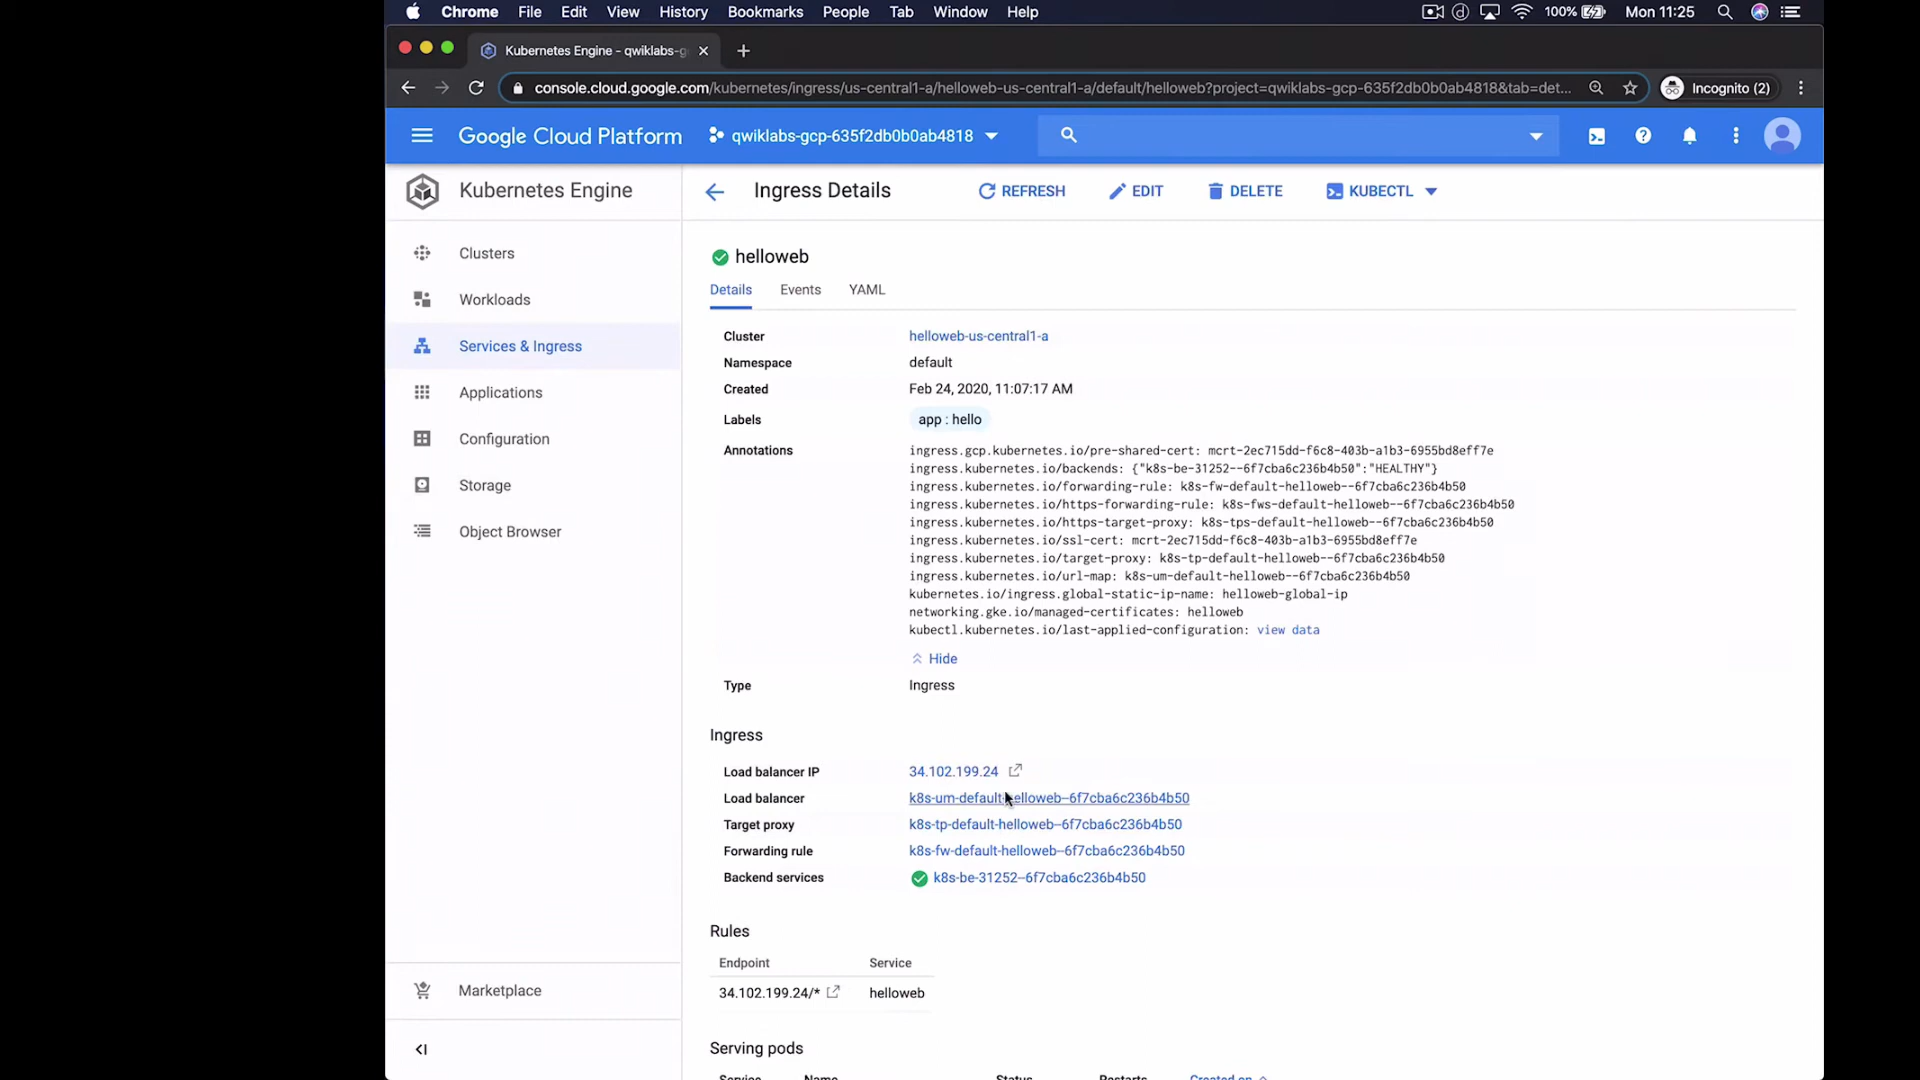 Chrome File Edit View History Bookmarks People Tab Window Help 100% Mon 11:25
Kubernetes Engine - qwiklabs-g
console.cloud.google.com/kubernetes/ingress/us-central1-a/helloweb-us-central1-a/default/helloweb?project=qwiklabs-gcp-635f2db0b0ab4818&tab=det... Incognito (2)
Google Cloud Platform qwiklabs-gcp-635f2db0b0ab4818
Kubernetes Engine
Clusters
Workloads
Services & Ingress
Applications
Configuration
Storage
Object Browser
Marketplace
Ingress Details REFRESH EDIT DELETE KUBECTL
helloweb
Details Events YAML
Cluster helloweb-us-central1-a
Namespace default
Created Feb 24, 2020, 11:07:17 AM
Labels app : hello
Annotations ingress.gcp.kubernetes.io/pre-shared-cert: mcrt-2ec715dd-f6c8-403b-a1b3-6955bd8eff7e
ingress.kubernetes.io/backends: {"k8s-be-31252--6f7cba6c236b4b50":"HEALTHY"}
ingress.kubernetes.io/forwarding-rule: k8s-fw-default-helloweb--6f7cba6c236b4b50
ingress.kubernetes.io/https-forwarding-rule: k8s-fws-default-helloweb--6f7cba6c236b4b50
ingress.kubernetes.io/https-target-proxy: k8s-tps-default-helloweb--6f7cba6c236b4b50
ingress.kubernetes.io/ssl-cert: mcrt-2ec715dd-f6c8-403b-a1b3-6955bd8eff7e
ingress.kubernetes.io/target-proxy: k8s-tp-default-helloweb--6f7cba6c236b4b50
ingress.kubernetes.io/url-map: k8s-um-default-helloweb--6f7cba6c236b4b50
kubernetes.io/ingress.global-static-ip-name: helloweb-global-ip
networking.gke.io/managed-certificates: helloweb
kubectl.kubernetes.io/last-applied-configuration: view data
Hide
Type Ingress
Ingress
Load balancer IP 34.102.199.24
Load balancer k8s-um-default-helloweb--6f7cba6c236b4b50
Target proxy k8s-tp-default-helloweb--6f7cba6c236b4b50
Forwarding rule k8s-fw-default-helloweb--6f7cba6c236b4b50
Backend services k8s-be-31252--6f7cba6c236b4b50
Rules
Endpoint Service
34.102.199.24/* helloweb
Serving pods
Service Name Status Restarts Created on